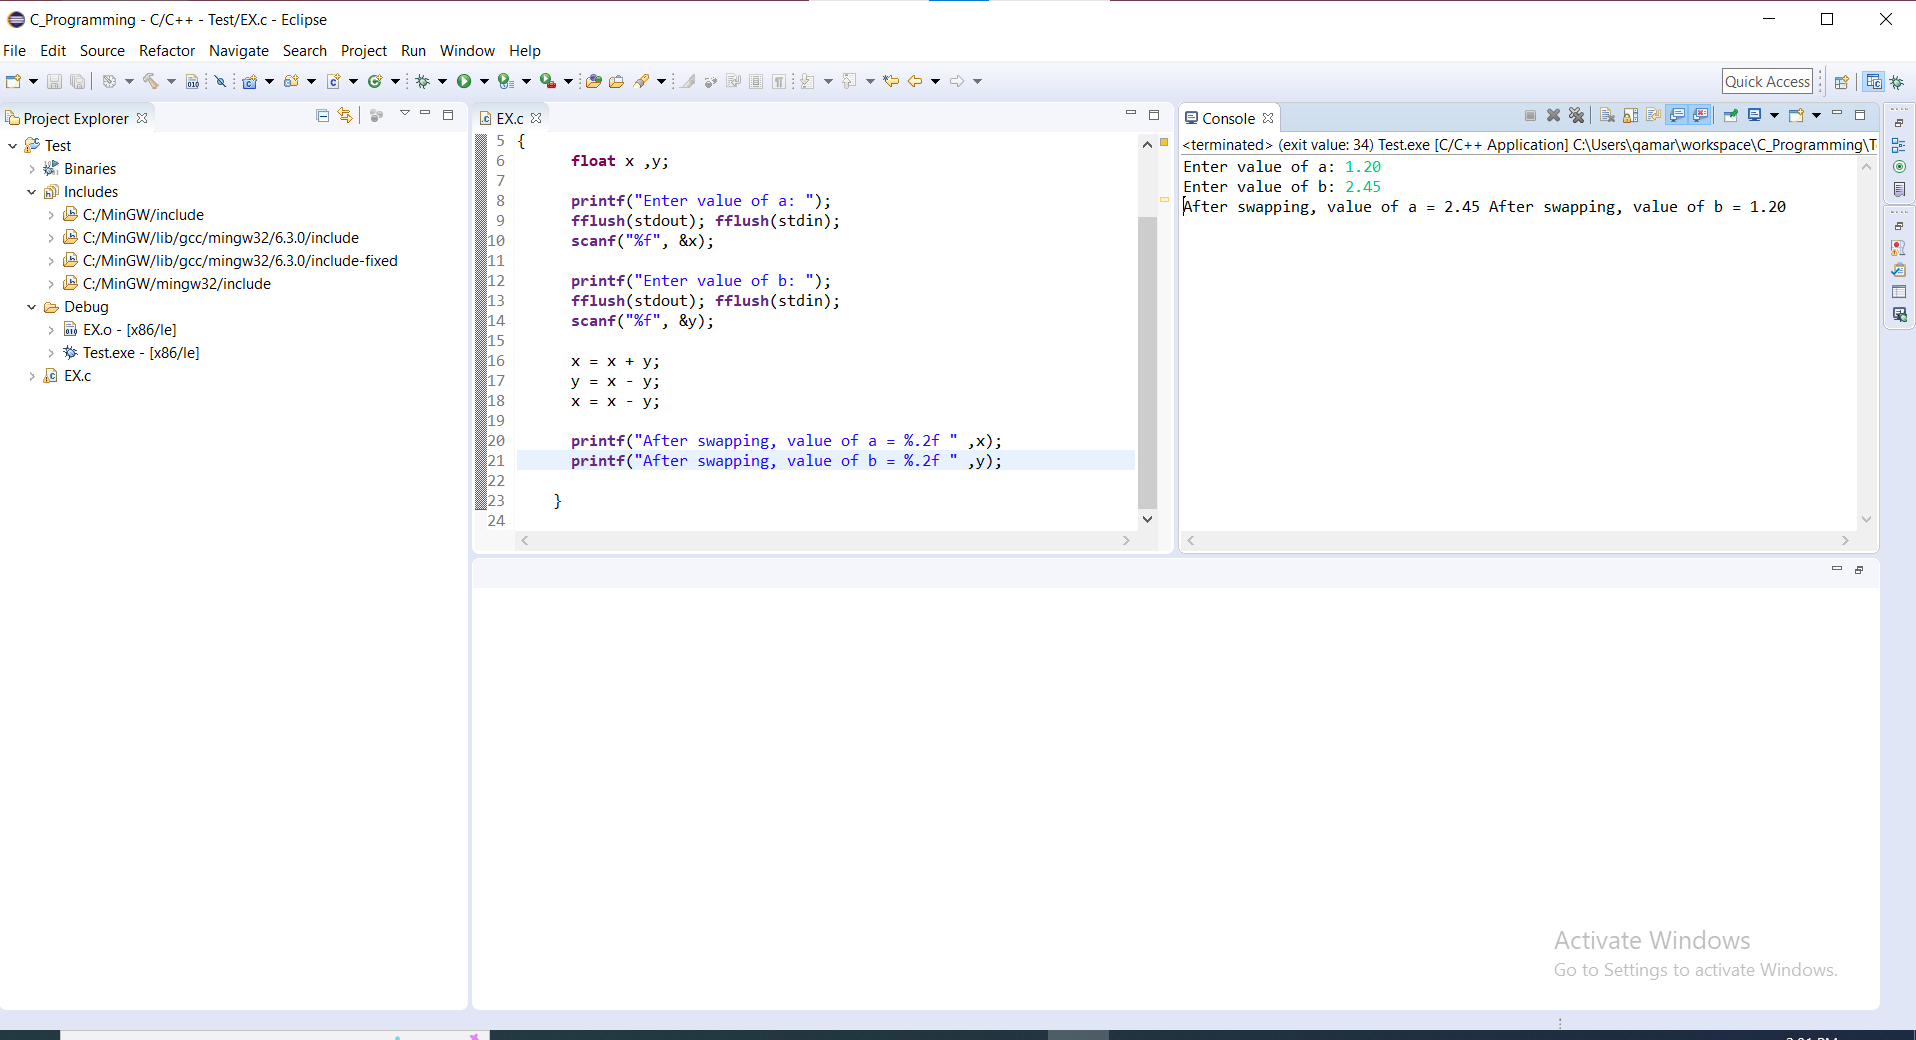 C_Programming - C/C++ - Test/EX.c - Eclipse
File Edit Source Refactor Navigate Search Project Run Window Help
Quick Access
Project Explorer
Test
Binaries
Includes
C:/MinGW/include
C:/MinGW/lib/gcc/mingw32/6.3.0/include
C:/MinGW/lib/gcc/mingw32/6.3.0/include-fixed
C:/MinGW/mingw32/include
Debug
EX.o - [x86/le]
Test.exe - [x86/le]
EX.c
EX.c
5 {
6 float x ,y;
7
8 printf("Enter value of a: ");
9 fflush(stdout); fflush(stdin);
10 scanf("%f", &x);
11
12 printf("Enter value of b: ");
13 fflush(stdout); fflush(stdin);
14 scanf("%f", &y);
15
16 x = x + y;
17 y = x - y;
18 x = x - y;
19
20 printf("After swapping, value of a = %.2f " ,x);
21 printf("After swapping, value of b = %.2f " ,y);
22
23 }
24
Console
<terminated> (exit value: 34) Test.exe [C/C++ Application] C:\Users\qamar\workspace\C_Programming\T
Enter value of a: 1.20
Enter value of b: 2.45
After swapping, value of a = 2.45 After swapping, value of b = 1.20
Activate Windows
Go to Settings to activate Windows.